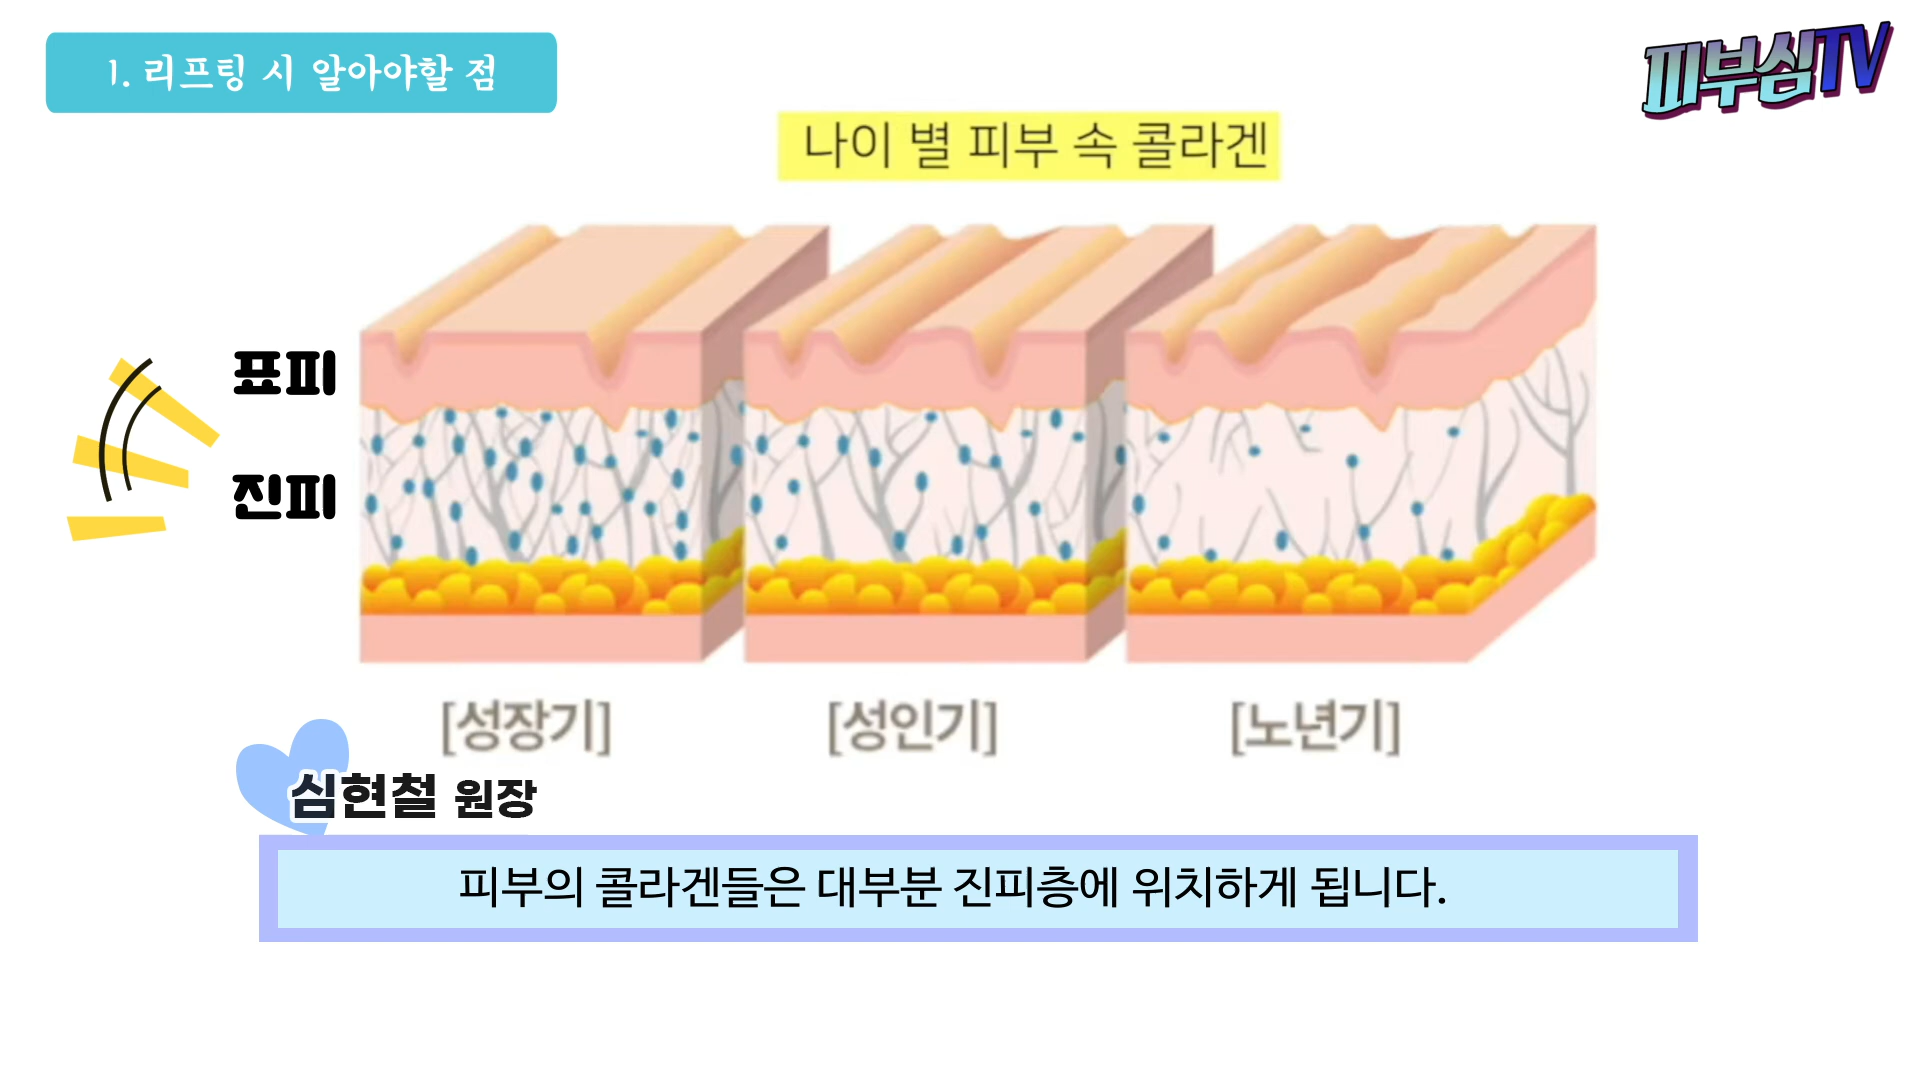 1. 리프팅 시 알아야할 점
피부심TV
나이 별 피부 속 콜라겐
표피
진피
[성장기]
[성인기]
[노년기]
심현철 원장
피부의 콜라겐들은 대부분 진피층에 위치하게 됩니다.